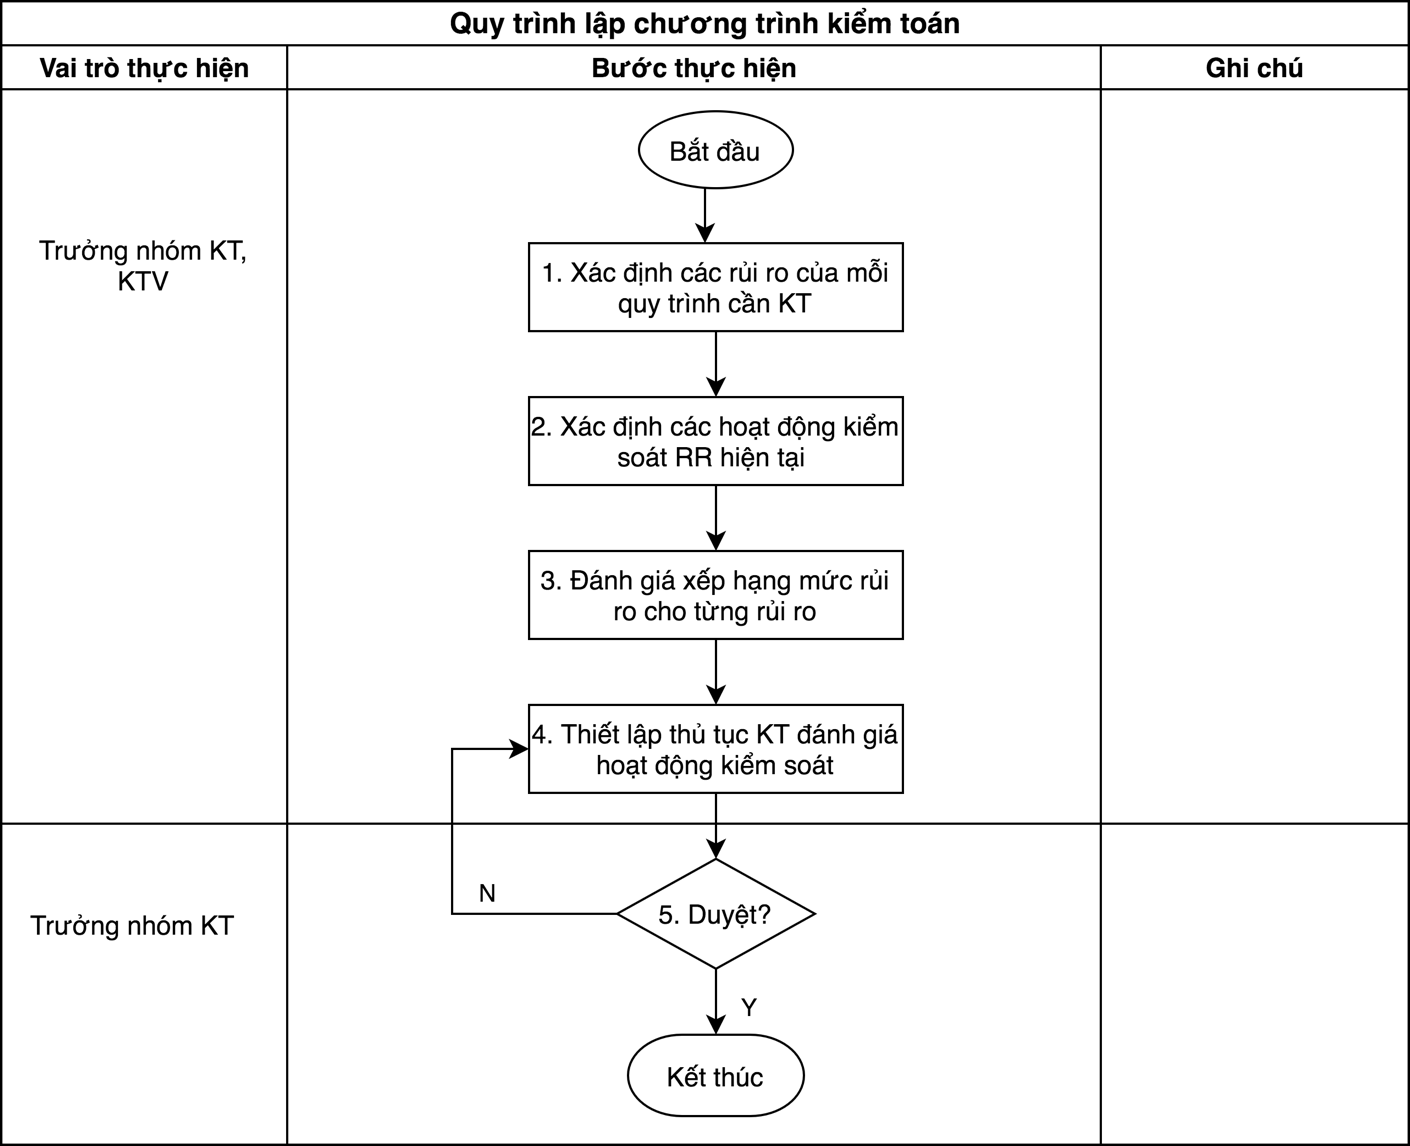 Quy trình lập chương trình kiểm toán
Vai trò thực hiện
Bước thực hiện
Ghi chú
Bắt đầu
Trưởng nhóm KT,
KTV
1. Xác định các rủi ro của mỗi
quy trình cần KT
2. Xác định các hoạt động kiểm
soát RR hiện tại
3. Đánh giá xếp hạng mức rủi
ro cho từng rủi ro
4. Thiết lập thủ tục KT đánh giá
hoạt động kiểm soát
N
5. Duyệt?
Trưởng nhóm KT
Y
Kết thúc